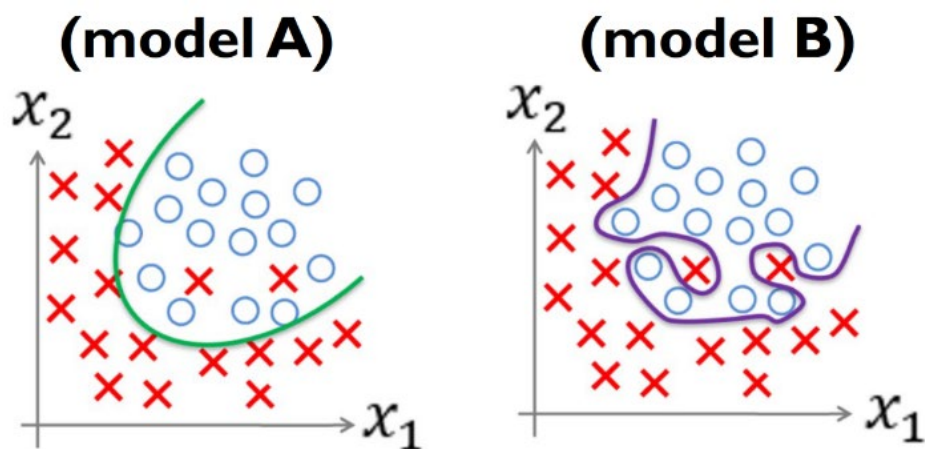 (model A)
(model B)
x₂
x₂
x₁
x₁